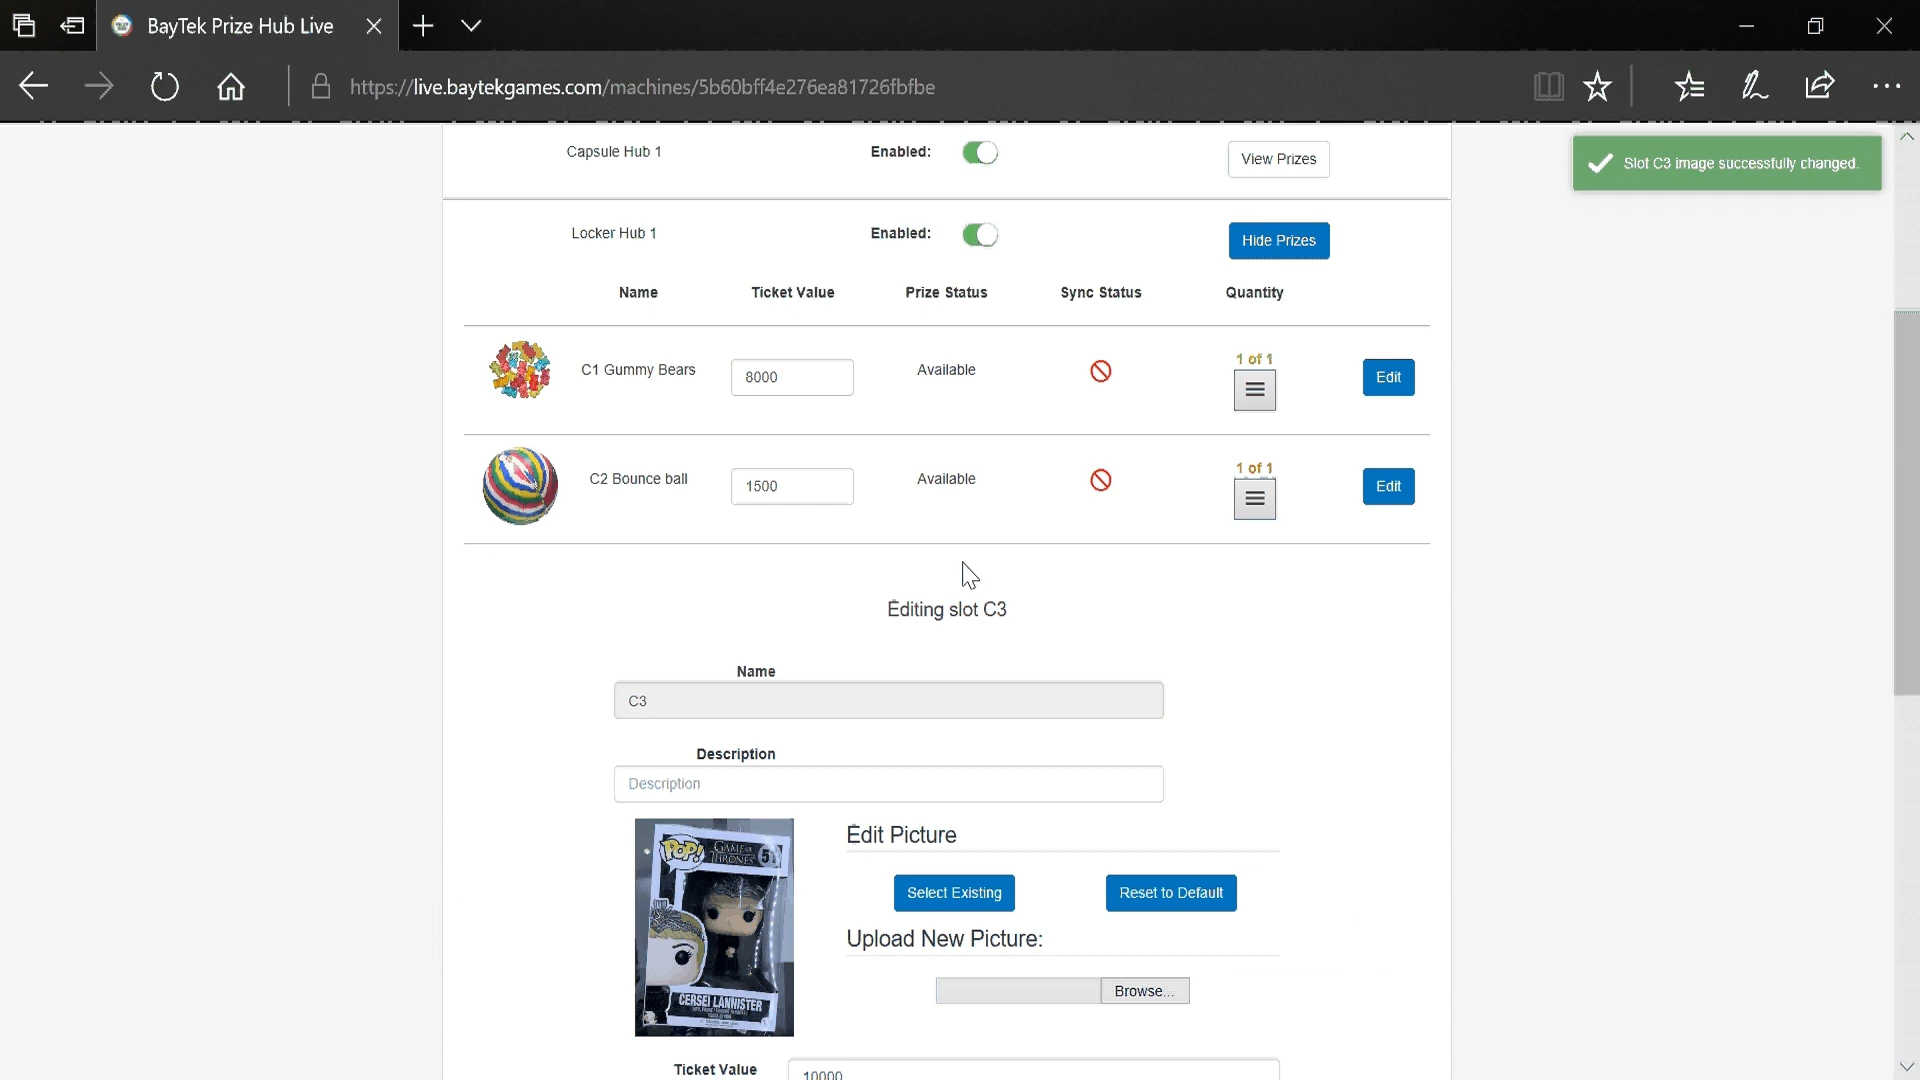 BayTek Prize Hub Live
https://live.baytekgames.com/machines/5b60bff4e276ea81726fbfbe
Slot C3 image successfully changed.
Capsule Hub 1 Enabled: View Prizes
Locker Hub 1 Enabled: Hide Prizes
Name Ticket Value Prize Status Sync Status Quantity
C1 Gummy Bears 8000 Available 1 of 1 Edit
C2 Bounce ball 1500 Available 1 of 1 Edit
Editing slot C3
Name
C3
Description
Description
Edit Picture
Select Existing Reset to Default
Upload New Picture:
Browse...
POP! GAME OF THRONES 51
CERSEI LANNISTER
Ticket Value 10000